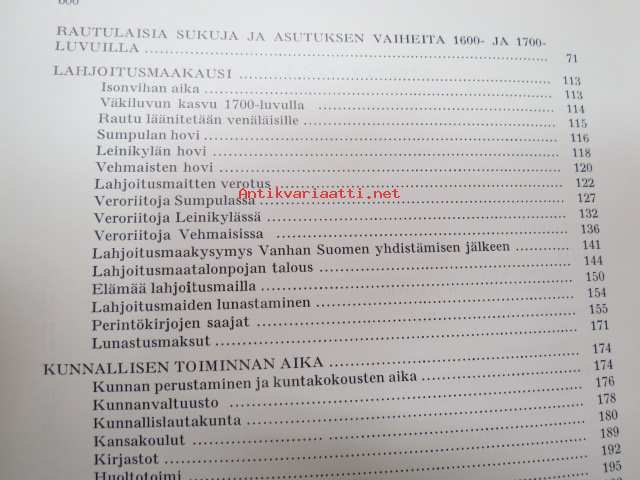 RAUTULAISIA SUKUJA JA ASUTUKSEN VAIHEITA 1600- JA 1700-
LUVUILLA 71
LAHJOITUSMAAKAUSI 113
Isonvihan aika 113
Väkiluvun kasvu 1700-luvulla 114
Rautu läänitetään venäläisille 115
Sumpulan hovi 116
Leinikylän hovi 118
Vehmaisten hovi 120
Lahjoitusmaitten verotus 122
Antikvariaatti.net
Veroriitoja Sumpulassa 127
Veroriitoja Leinikylässä 132
Veroriitoja Vehmaisissa 136
Lahjoitusmaakysymys Vanhan Suomen yhdistämisen jälkeen 141
Lahjoitusmaatalonpojan talous 144
Elämää lahjoitusmailla 150
Lahjoitusmaiden lunastaminen 154
Perintökirjojen saajat 155
Lunastusmaksut 171
KUNNALLISEN TOIMINNAN AIKA 174
Kunnan perustaminen ja kuntakokousten aika 174
Kunnanvaltuusto 176
Kunnallislautakunta 178
Kansakoulut 180
Kirjastot 189
Huoltotoimi 192
195